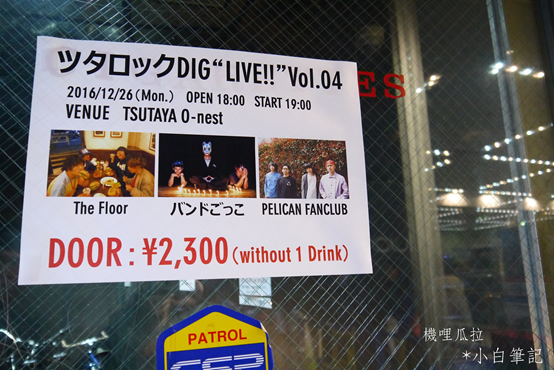 ツタロックDIG“LIVE!!”Vol.04
2016/12/26(Mon.) OPEN 18:00 START 19:00
VENUE TSUTAYA O-nest
The Floor
バンドごっこ
PELICAN FANCLUB
DOOR : ¥2,300(without 1 Drink)
PATROL
機哩瓜拉
*小白筆記